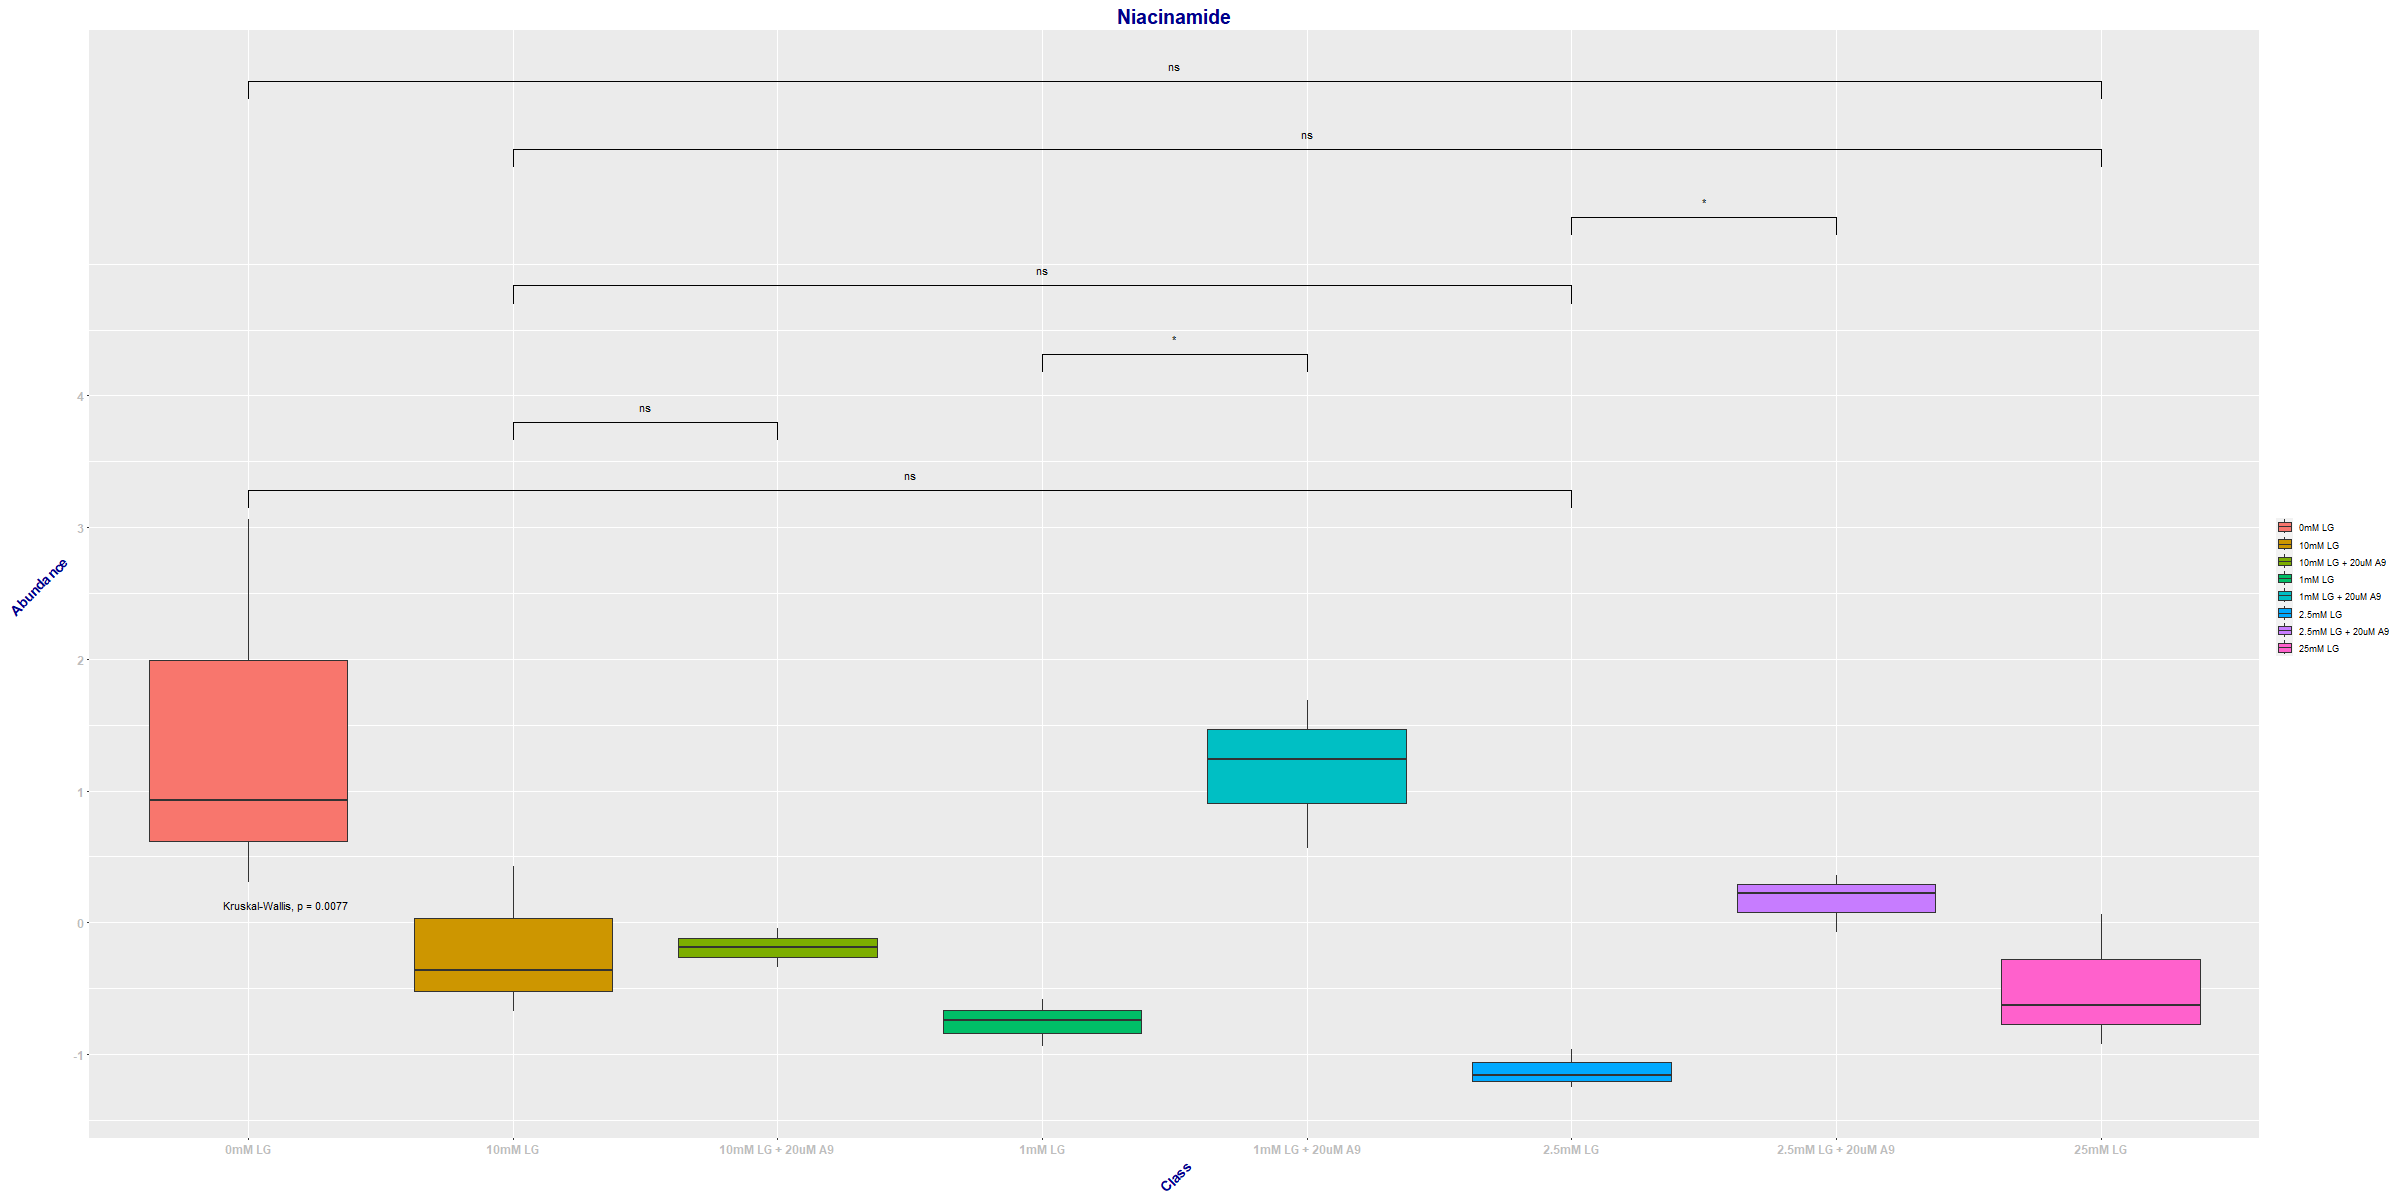 Niacinamide
ns
ns
*
ns
*
ns
ns
4
3
2
1
0
-1
Abundance
Kruskal-Wallis, p = 0.0077
0mM LG
10mM LG
10mM LG + 20uM A9
1mM LG
1mM LG + 20uM A9
2.5mM LG
2.5mM LG + 20uM A9
25mM LG
Class
0mM LG
10mM LG
10mM LG + 20uM A9
1mM LG
1mM LG + 20uM A9
2.5mM LG
2.5mM LG + 20uM A9
25mM LG